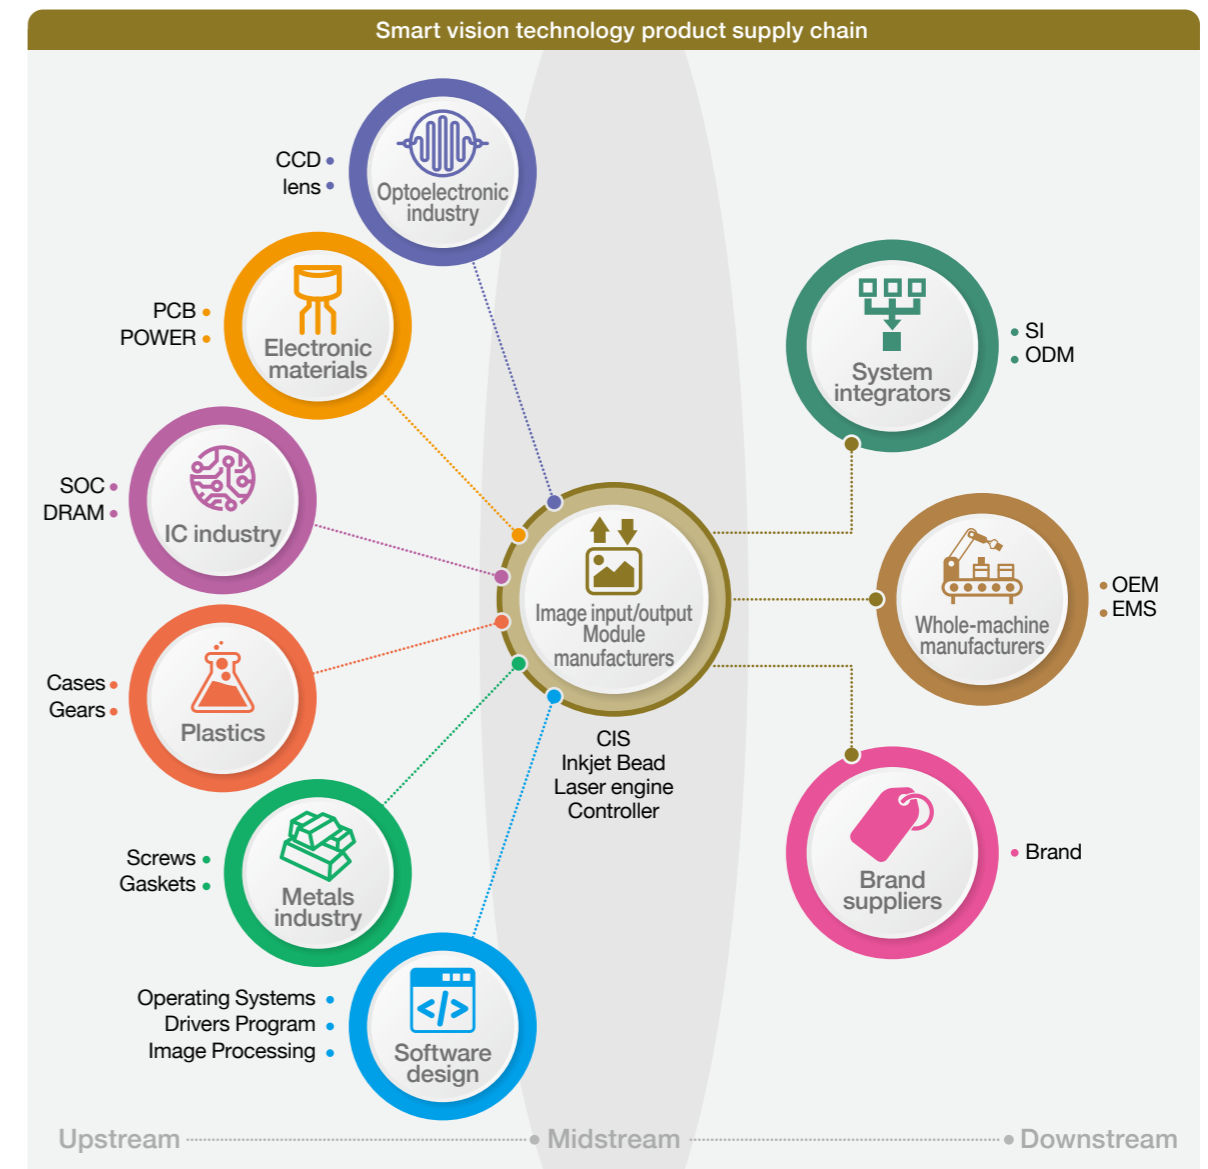 Smart vision technology product supply chain
CCD
lens
Optoelectronic
industry
PCB
POWER
Electronic
materials
SOC
DRAM
IC industry
Cases
Gears
Plastics
Screws
Gaskets
Metals
industry
Operating Systems
Drivers Program
Image Processing
</>
Software
design
Image input/output
Module
manufacturers
CIS
Inkjet Bead
Laser engine
Controller
System
integrators
SI
ODM
Whole-machine
manufacturers
OEM
EMS
Brand
suppliers
Brand
Upstream
Midstream
Downstream